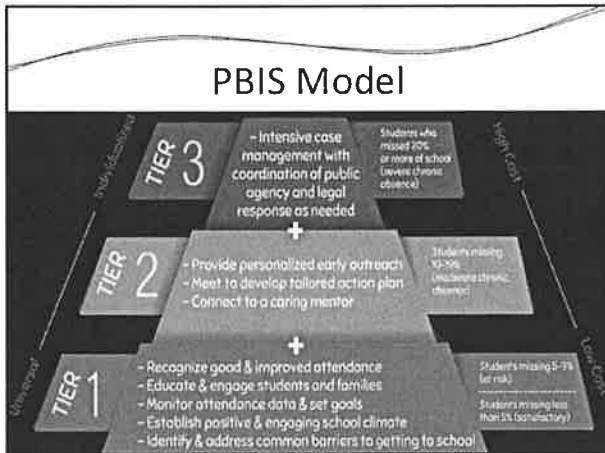 PBIS Model
Individualized
High Cost
TIER 3
- Intensive case
management with
coordination of public
agency and legal
response as needed
Students who
missed 20%
or more of school
(severe chronic
absence)
+
TIER 2
- Provide personalized early outreach
- Meet to develop tailored action plan
- Connect to a caring mentor
Students missing
10-19%
(moderate chronic
absence)
+
Universal
Low Cost
TIER 1
- Recognize good & improved attendance
- Educate & engage students and families
- Monitor attendance data & set goals
- Establish positive & engaging school climate
- Identify & address common barriers to getting to school
Students missing 5-9%
(at risk)
Students missing less
than 5% (satisfactory)